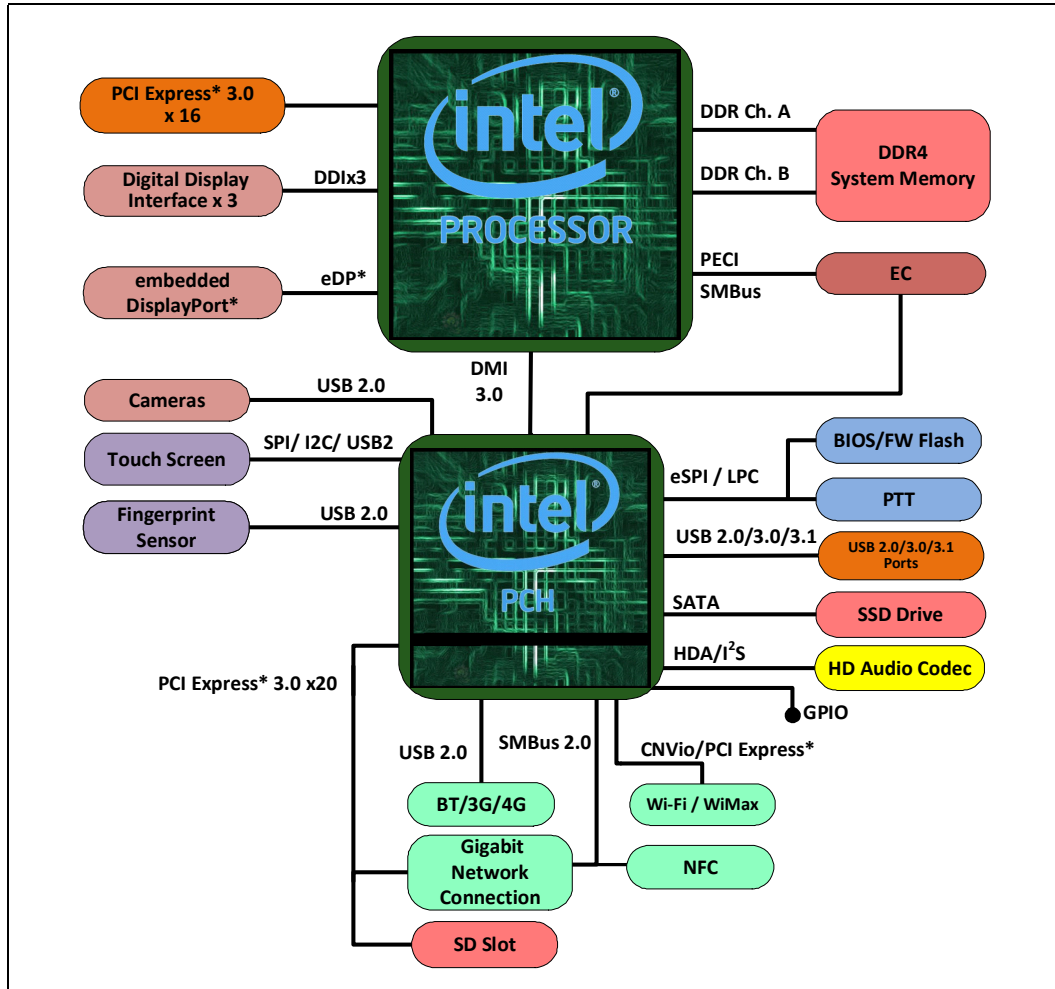 PCI Express* 3.0
x 16
Digital Display
Interface x 3
DDIx3
embedded
DisplayPort*
eDP*
intel®
PROCESSOR
DDR Ch. A
DDR Ch. B
DDR4
System Memory
PECI
SMBus
EC
DMI
3.0
Cameras
USB 2.0
Touch Screen
SPI/ I2C/ USB2
Fingerprint
Sensor
USB 2.0
intel®
PCH
eSPI / LPC
BIOS/FW Flash
PTT
USB 2.0/3.0/3.1
USB 2.0/3.0/3.1
Ports
SATA
SSD Drive
HDA/I²S
HD Audio Codec
GPIO
PCI Express* 3.0 x20
USB 2.0
SMBus 2.0
CNVio/PCI Express*
BT/3G/4G
Wi-Fi / WiMax
Gigabit
Network
Connection
NFC
SD Slot